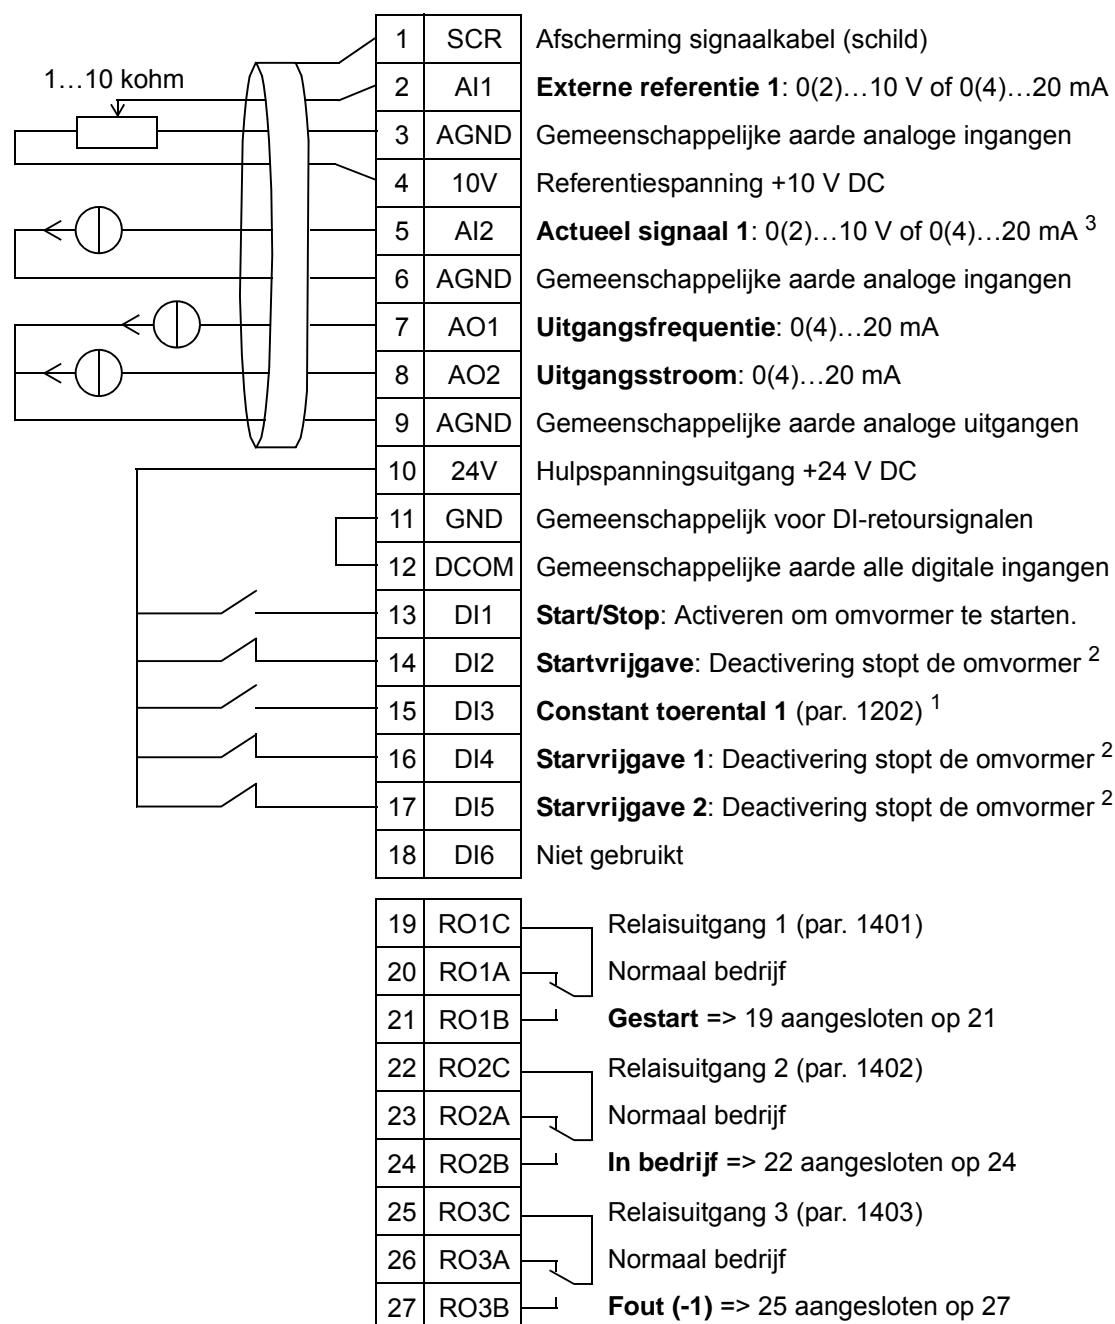 1…10 kohm
1 SCR Afscherming signaalkabel (schild)
2 AI1 Externe referentie 1: 0(2)…10 V of 0(4)…20 mA
3 AGND Gemeenschappelijke aarde analoge ingangen
4 10V Referentiespanning +10 V DC
5 AI2 Actueel signaal 1: 0(2)…10 V of 0(4)…20 mA 3
6 AGND Gemeenschappelijke aarde analoge ingangen
7 AO1 Uitgangsfrequentie: 0(4)…20 mA
8 AO2 Uitgangsstroom: 0(4)…20 mA
9 AGND Gemeenschappelijke aarde analoge uitgangen
10 24V Hulpspanningsuitgang +24 V DC
11 GND Gemeenschappelijk voor DI-retoursignalen
12 DCOM Gemeenschappelijke aarde alle digitale ingangen
13 DI1 Start/Stop: Activeren om omvormer te starten.
14 DI2 Startvrijgave: Deactivering stopt de omvormer 2
15 DI3 Constant toerental 1 (par. 1202) 1
16 DI4 Starvrijgave 1: Deactivering stopt de omvormer 2
17 DI5 Starvrijgave 2: Deactivering stopt de omvormer 2
18 DI6 Niet gebruikt
19 RO1C Relaisuitgang 1 (par. 1401)
20 RO1A Normaal bedrijf
21 RO1B Gestart => 19 aangesloten op 21
22 RO2C Relaisuitgang 2 (par. 1402)
23 RO2A Normaal bedrijf
24 RO2B In bedrijf => 22 aangesloten op 24
25 RO3C Relaisuitgang 3 (par. 1403)
26 RO3A Normaal bedrijf
27 RO3B Fout (-1) => 25 aangesloten op 27